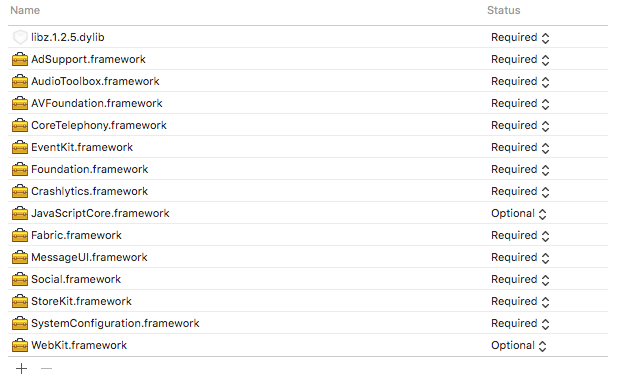 Name Status
libz.1.2.5.dylib Required
AdSupport.framework Required
AudioToolbox.framework Required
AVFoundation.framework Required
CoreTelephony.framework Required
EventKit.framework Required
Foundation.framework Required
Crashlytics.framework Required
JavaScriptCore.framework Optional
Fabric.framework Required
MessageUI.framework Required
Social.framework Required
StoreKit.framework Required
SystemConfiguration.framework Required
WebKit.framework Optional